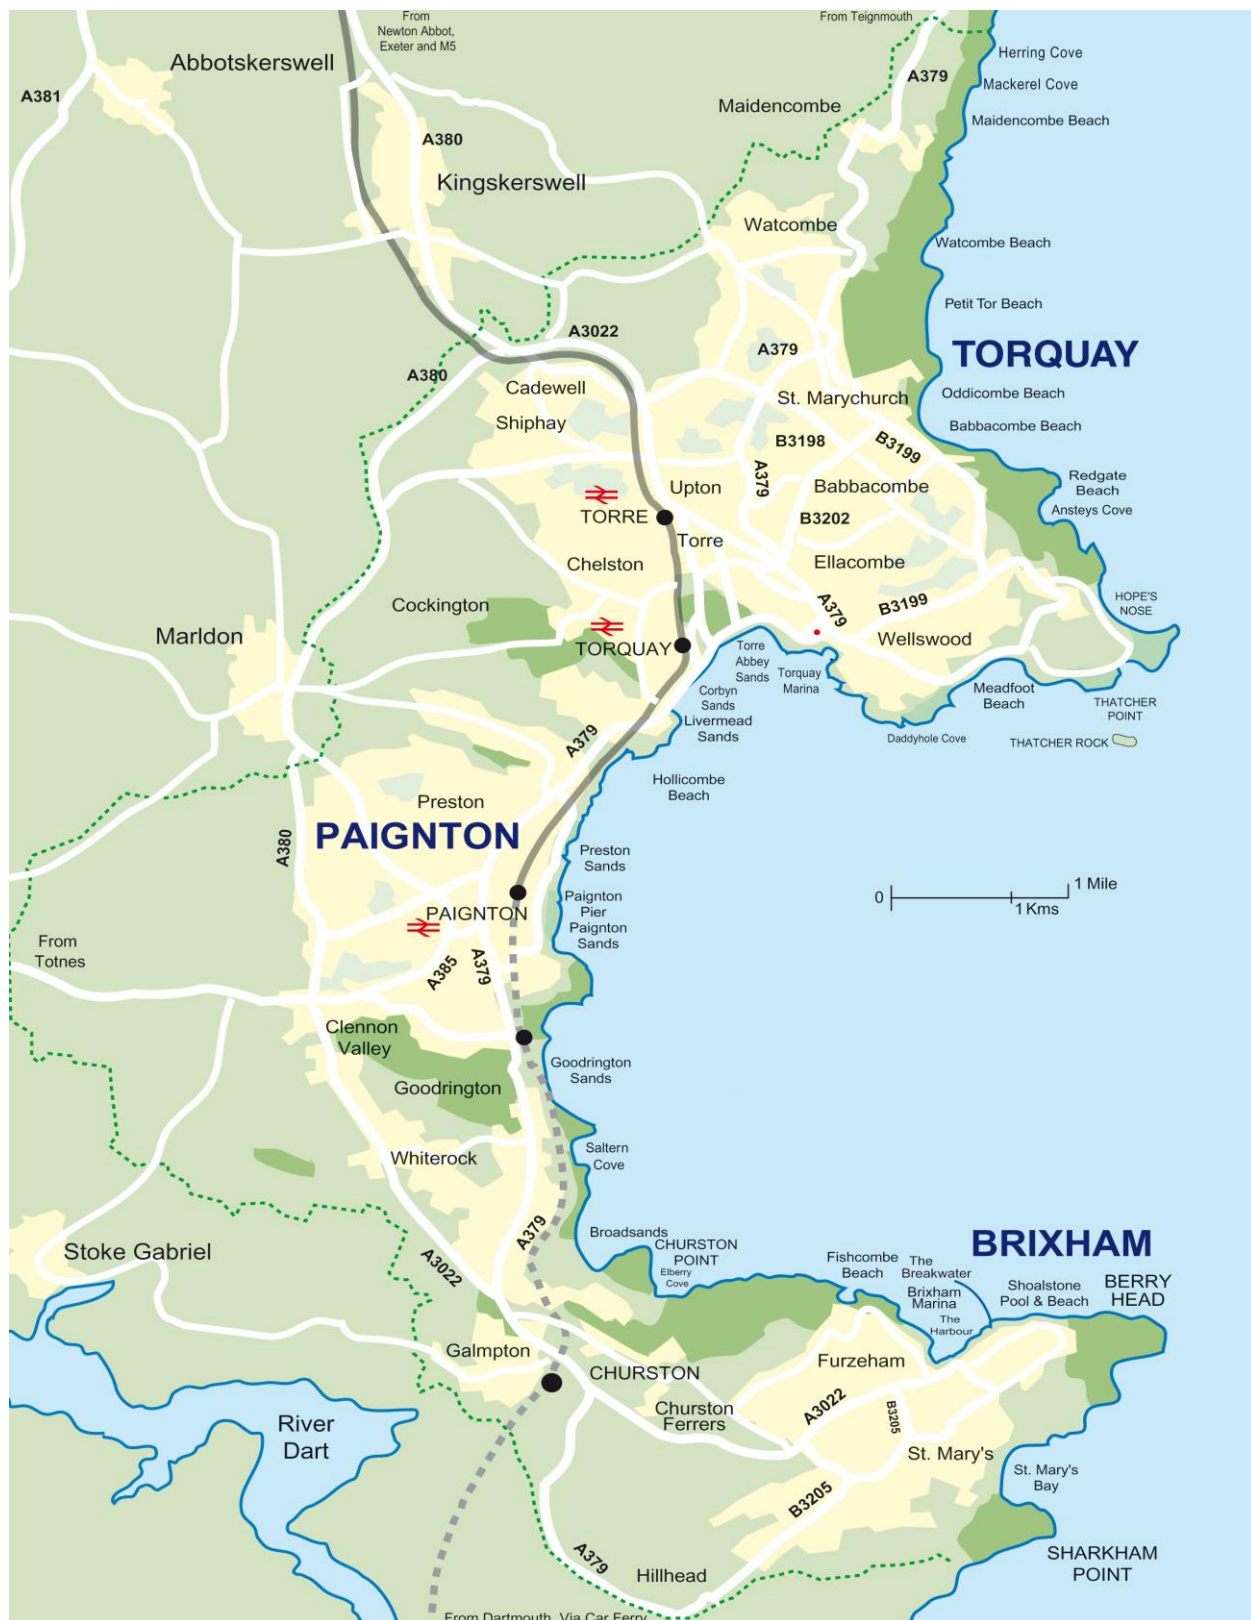 From
Newton Abbot,
Exeter and M5
From Teignmouth
Herring Cove
Abbotskerswell
A379
Mackerel Cove
A381
Maidencombe
Maidencombe Beach
A380
Kingskerswell
Watcombe
Watcombe Beach
Petit Tor Beach
A3022
A379
TORQUAY
A380
Cadewell
St. Marychurch
Oddicombe Beach
Shiphay
Babbacombe Beach
B3198
B3199
A379
Upton
Babbacombe
Redgate
Beach
Ansteys Cove
TORRE
B3202
Torre
Chelston
Ellacombe
Cockington
A379
B3199
HOPE'S
NOSE
Marldon
TORQUAY
Wellswood
Torre
Abbey
Sands
Torquay
Marina
Corbyn
Sands
Livermead
Sands
Meadfoot
Beach
THATCHER
POINT
A379
Daddyhole Cove
THATCHER ROCK
Hollicombe
Beach
Preston
PAIGNTON
A380
Preston
Sands
0
1 Mile
1 Kms
Paignton
Pier
Paignton
Sands
PAIGNTON
From
Totnes
A385
A379
Clennon
Valley
Goodrington
Sands
Goodrington
Whiterock
Saltern
Cove
A379
Broadsands
Stoke Gabriel
A3022
CHURSTON
POINT
Elberry
Cove
BRIXHAM
Fishcombe
Beach
The
Breakwater
Brixham
Marina
The
Harbour
Shoalstone
Pool & Beach
BERRY
HEAD
Galmpton
CHURSTON
Furzeham
A3022
B3205
Churston
Ferrers
River
Dart
St. Mary's
St. Mary's
Bay
B3205
A379
Hillhead
SHARKHAM
POINT
From Dartmouth, Via Car Ferry